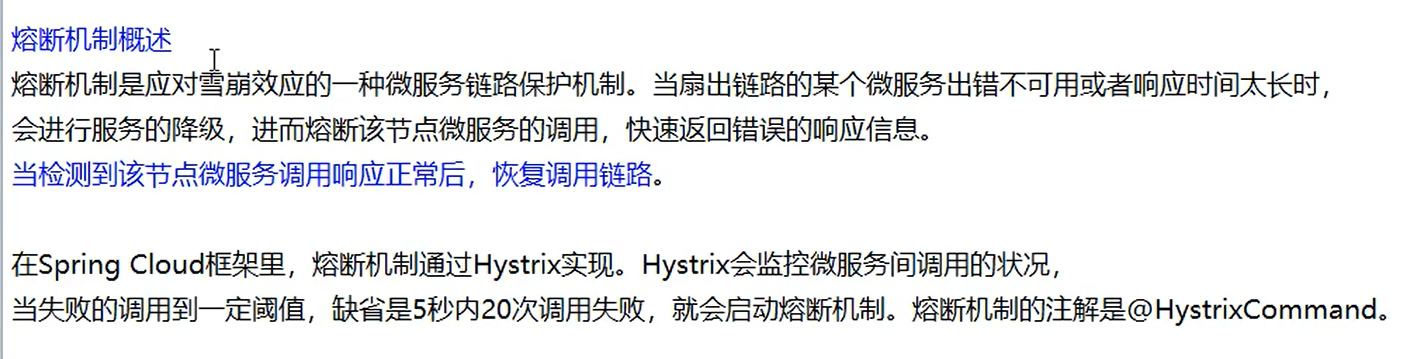 熔断机制概述
熔断机制是应对雪崩效应的一种微服务链路保护机制。当扇出链路的某个微服务出错不可用或者响应时间太长时，
会进行服务的降级，进而熔断该节点微服务的调用，快速返回错误的响应信息。
当检测到该节点微服务调用响应正常后，恢复调用链路。
在Spring Cloud框架里，熔断机制通过Hystrix实现。Hystrix会监控微服务间调用的状况，
当失败的调用到一定阈值，缺省是5秒内20次调用失败，就会启动熔断机制。熔断机制的注解是@HystrixCommand。